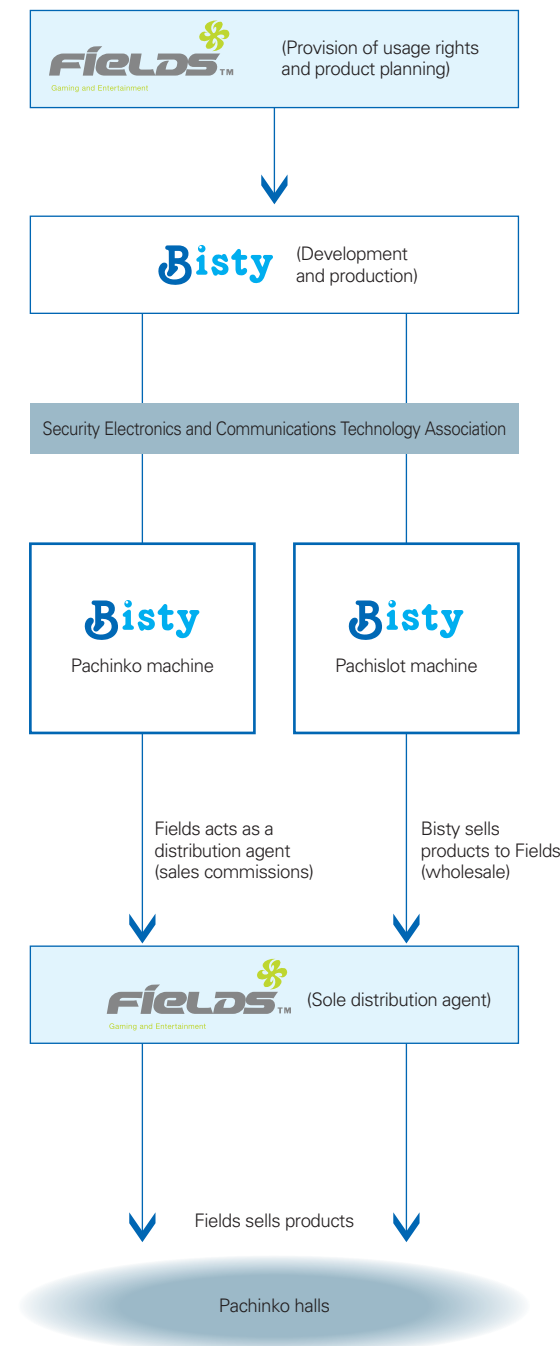 FIELDS™
Gaming and Entertainment
(Provision of usage rights
and product planning)
Bisty
(Development
and production)
Security Electronics and Communications Technology Association
Bisty
Pachinko machine
Bisty
Pachislot machine
Fields acts as a
distribution agent
(sales commissions)
Bisty sells
products to Fields
(wholesale)
FIELDS™
Gaming and Entertainment
(Sole distribution agent)
Fields sells products
Pachinko halls